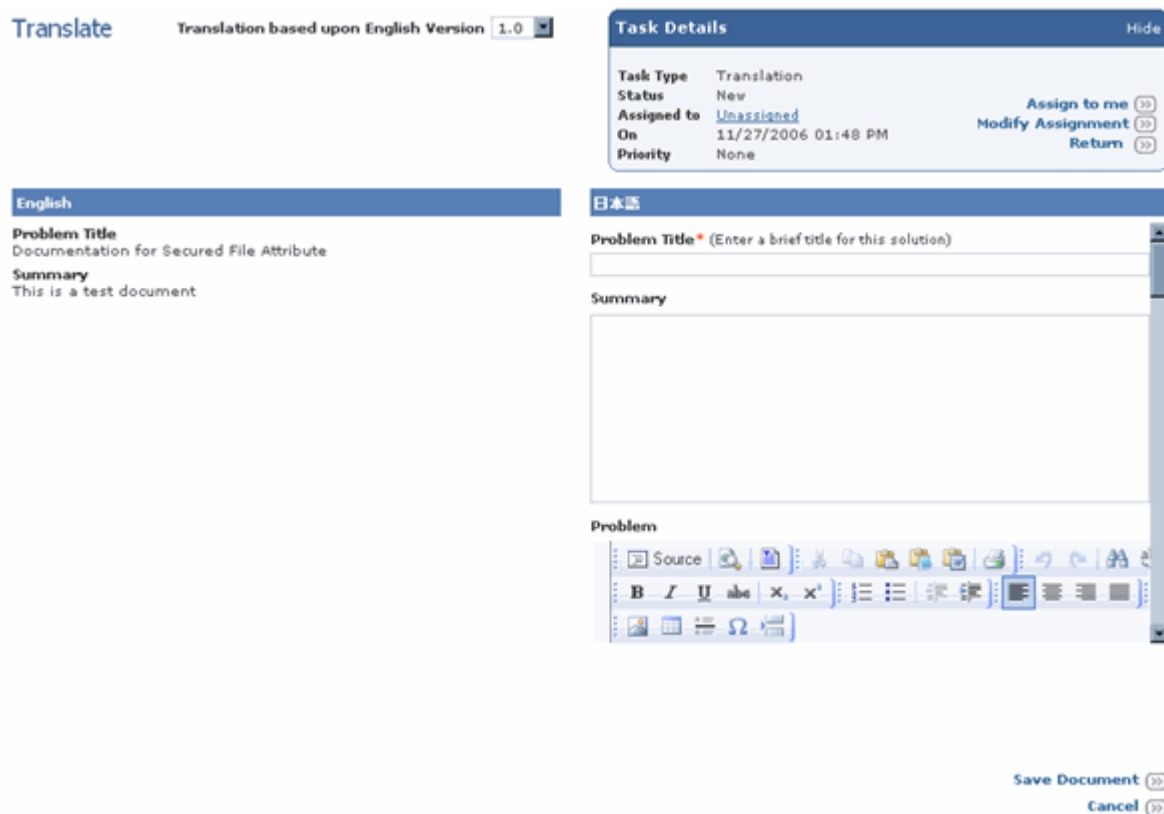 Translate
Translation based upon English Version 1.0
Task Details
Hide
Task Type Translation
Status New
Assigned to Unassigned
On 11/27/2006 01:48 PM
Priority None
Assign to me
Modify Assignment
Return
English
Problem Title
Documentation for Secured File Attribute
Summary
This is a test document
日本語
Problem Title* (Enter a brief title for this solution)
Summary
Problem
Source
B I U abc X₂ X²
Ω
Save Document
Cancel